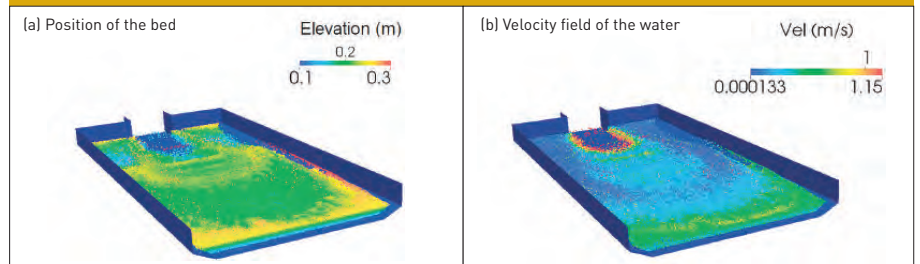 (a) Position of the bed
Elevation (m)
0.2
0.1 0.3
(b) Velocity field of the water
Vel (m/s)
1
0.000133 1.15